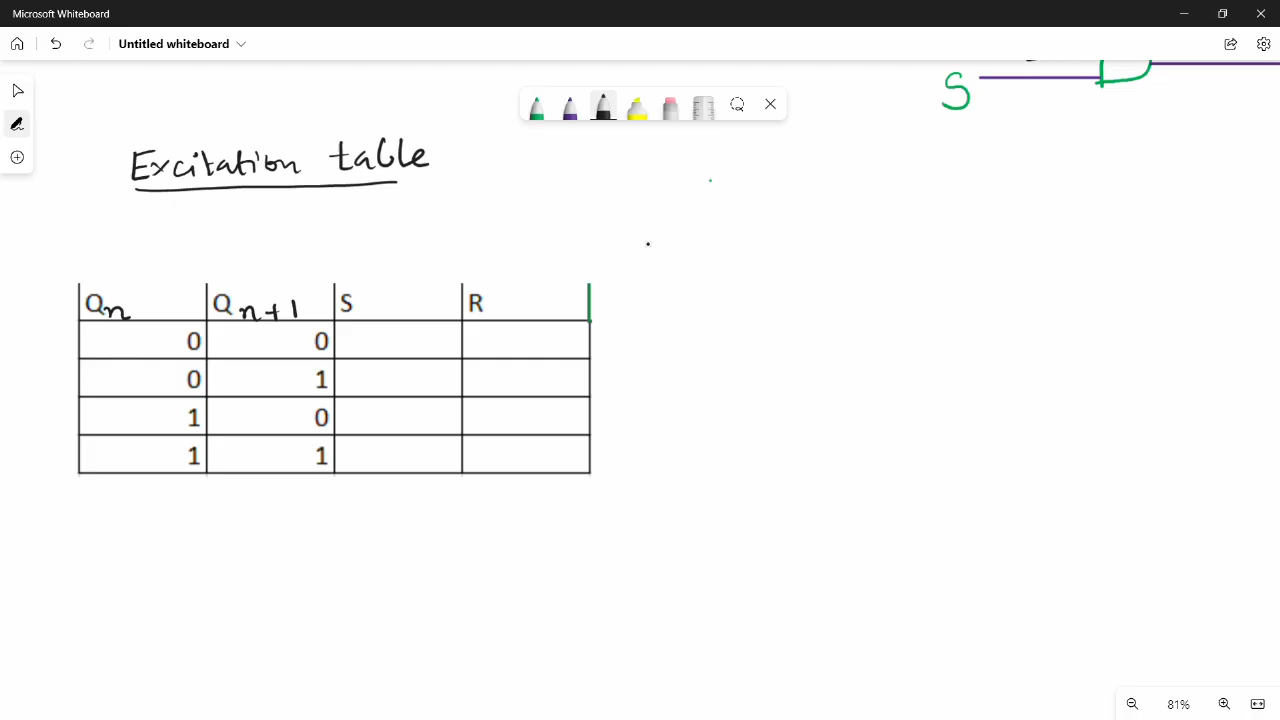 Microsoft Whiteboard
Untitled whiteboard
S
Excitation table
Qn Qn+1 S R
0 0
0 1
1 0
1 1
81%